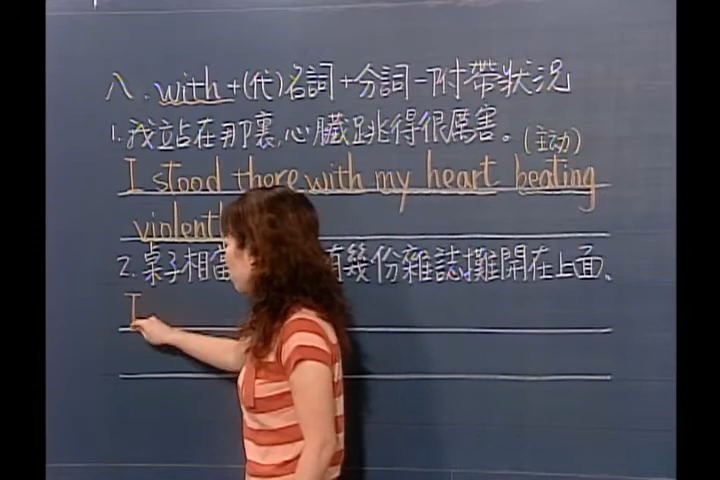 八. with + (代)名詞 + 分詞 - 附帶狀況
1. 我站在那裏,心臟跳得很厲害。(主动)
I stood there with my heart beating
violentl
2. 桌子相當 有幾份雜誌攤開在上面。
T